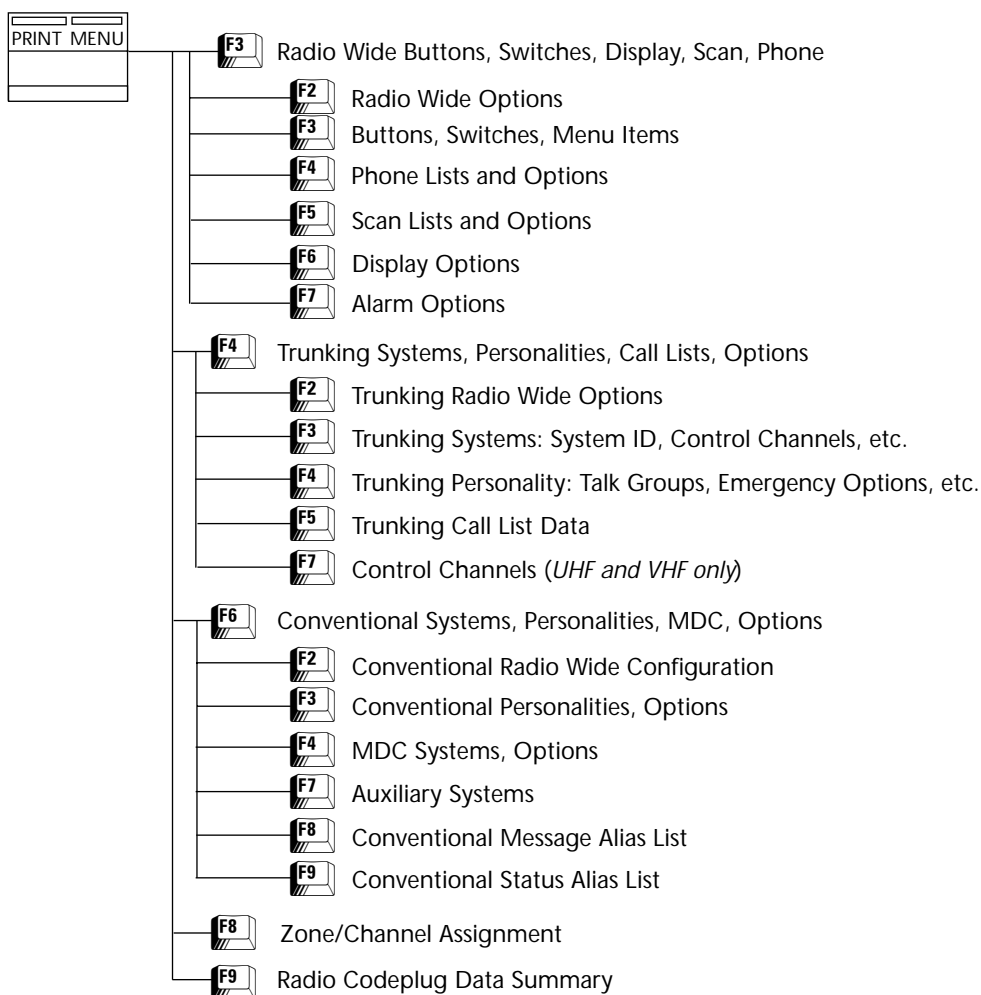 PRINT MENU
F3 Radio Wide Buttons, Switches, Display, Scan, Phone
F2 Radio Wide Options
F3 Buttons, Switches, Menu Items
F4 Phone Lists and Options
F5 Scan Lists and Options
F6 Display Options
F7 Alarm Options
F4 Trunking Systems, Personalities, Call Lists, Options
F2 Trunking Radio Wide Options
F3 Trunking Systems: System ID, Control Channels, etc.
F4 Trunking Personality: Talk Groups, Emergency Options, etc.
F5 Trunking Call List Data
F7 Control Channels (UHF and VHF only)
F6 Conventional Systems, Personalities, MDC, Options
F2 Conventional Radio Wide Configuration
F3 Conventional Personalities, Options
F4 MDC Systems, Options
F7 Auxiliary Systems
F8 Conventional Message Alias List
F9 Conventional Status Alias List
F8 Zone/Channel Assignment
F9 Radio Codeplug Data Summary